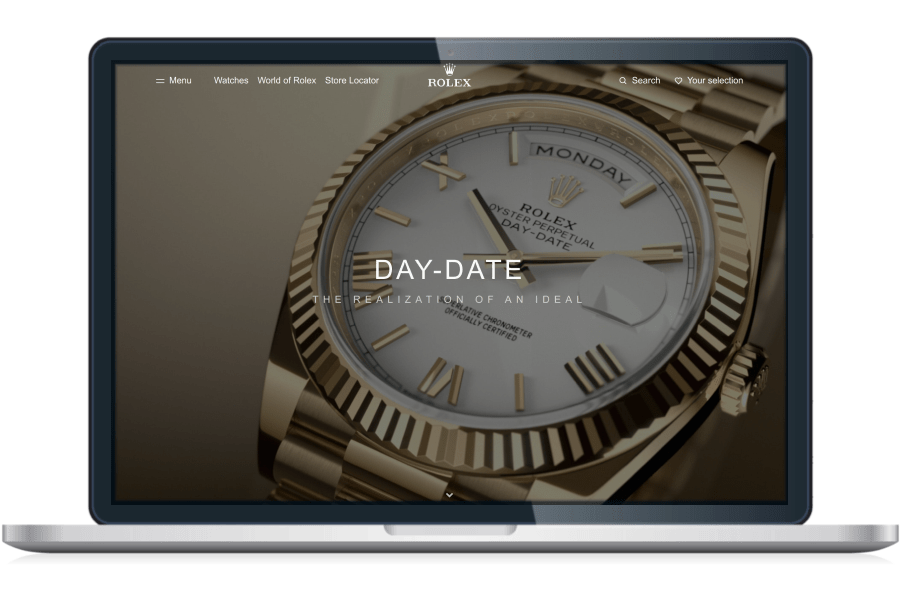 Menu Watches World of Rolex Store Locator
ROLEX
Search Your selection
MONDAY
ROLEX
OYSTER PERPETUAL
DAY-DATE
DAY-DATE
THE REALIZATION OF AN IDEAL
CHRONOMETER
OFFICIALLY CERTIFIED